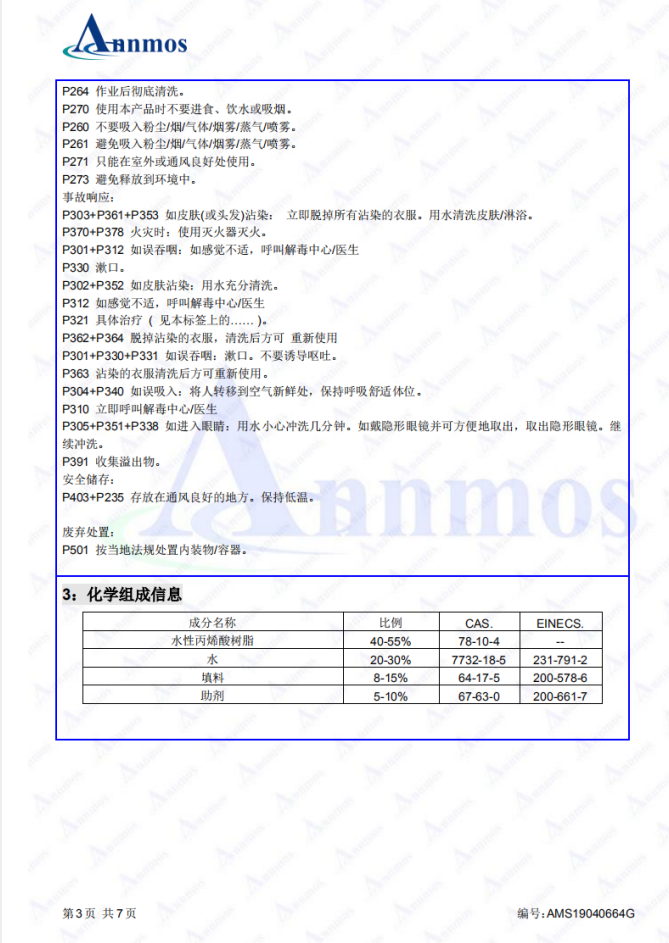 Annmos
P264 作业后彻底清洗。
P270 使用本产品时不要进食、饮水或吸烟。
P260 不要吸入粉尘/烟/气体/烟雾/蒸气/喷雾。
P261 避免吸入粉尘/烟/气体/烟雾/蒸气/喷雾。
P271 只能在室外或通风良好处使用。
P273 避免释放到环境中。
事故响应：
P303+P361+P353 如皮肤(或头发)沾染： 立即脱掉所有沾染的衣服。用水清洗皮肤/淋浴。
P370+P378 火灾时：使用灭火器灭火。
P301+P312 如误吞咽：如感觉不适，呼叫解毒中心/医生
P330 漱口。
P302+P352 如皮肤沾染：用水充分清洗。
P312 如感觉不适，呼叫解毒中心/医生
P321 具体治疗 ( 见本标签上的…… )。
P362+P364 脱掉沾染的衣服，清洗后方可 重新使用
P301+P330+P331 如误吞咽：漱口。不要诱导呕吐。
P363 沾染的衣服清洗后方可重新使用。
P304+P340 如误吸入：将人转移到空气新鲜处，保持呼吸舒适体位。
P310 立即呼叫解毒中心/医生
P305+P351+P338 如进入眼睛：用水小心冲洗几分钟。如戴隐形眼镜并可方便地取出，取出隐形眼镜。继
续冲洗。
P391 收集溢出物。
安全储存：
P403+P235 存放在通风良好的地方。保持低温。
废弃处置：
P501 按当地法规处置内装物/容器。
3：化学组成信息
成分名称 比例 CAS. EINECS.
水性丙烯酸树脂 40-55% 78-10-4 --
水 20-30% 7732-18-5 231-791-2
填料 8-15% 64-17-5 200-578-6
助剂 5-10% 67-63-0 200-661-7
第 3 页 共 7 页 编号：AMS19040664G